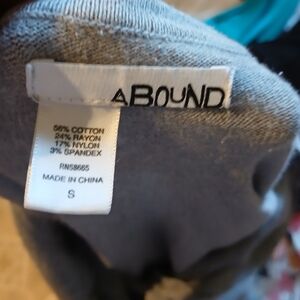 ABOUND
56% COTTON
24% RAYON
17% NYLON
3% SPANDEX
RN58665
MADE IN CHINA
S